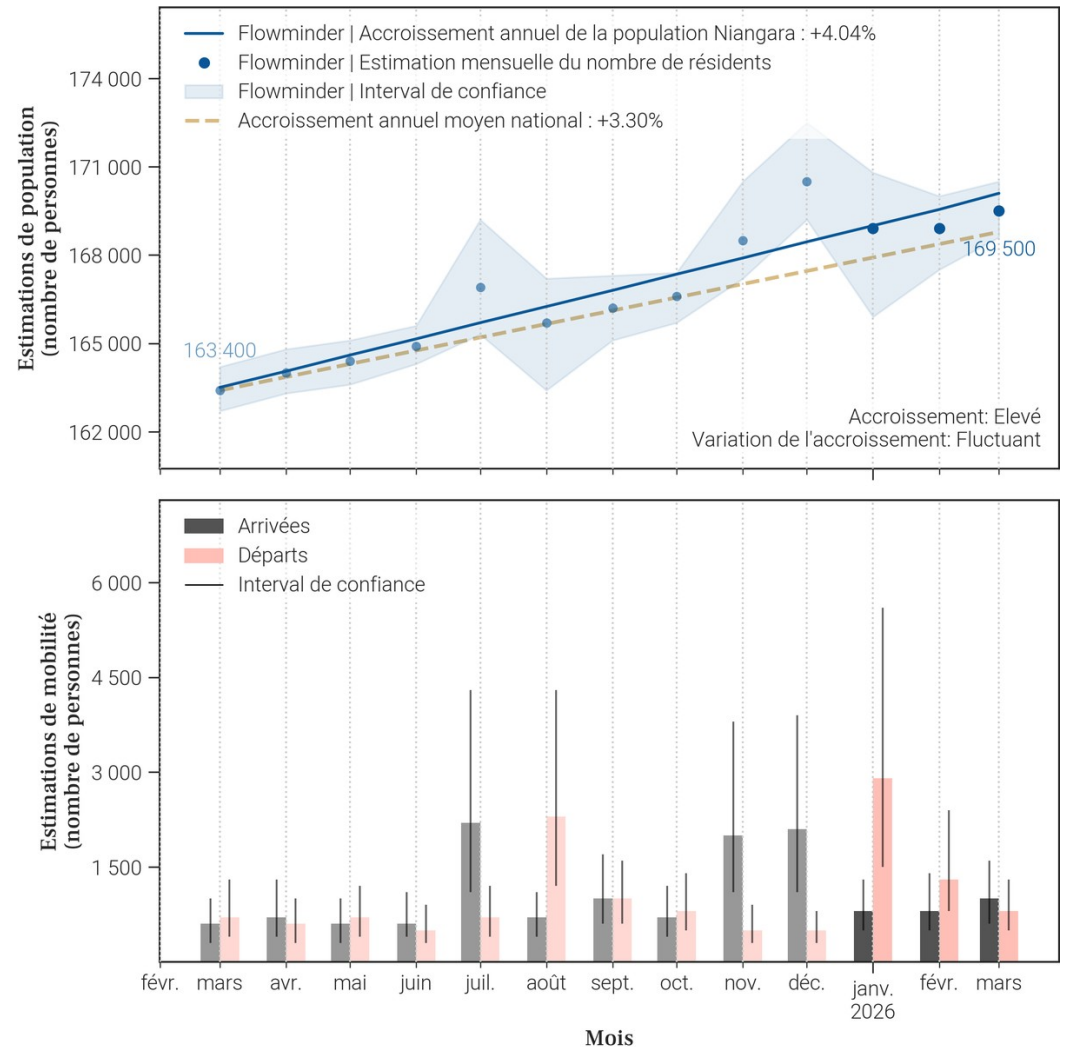 Flowminder | Accroissement annuel de la population Niangara : +4.04%
Flowminder | Estimation mensuelle du nombre de résidents
Flowminder | Interval de confiance
Accroissement annuel moyen national : +3.30%
Estimations de population
(nombre de personnes)
174 000
171 000
168 000
165 000
162 000
163 400
169 500
Accroissement: Elevé
Variation de l'accroissement: Fluctuant
Arrivées
Départs
Interval de confiance
Estimations de mobilité
(nombre de personnes)
6 000
4 500
3 000
1 500
févr. mars avr. mai juin juil. août sept. oct. nov. déc. janv. févr. mars
2026
Mois